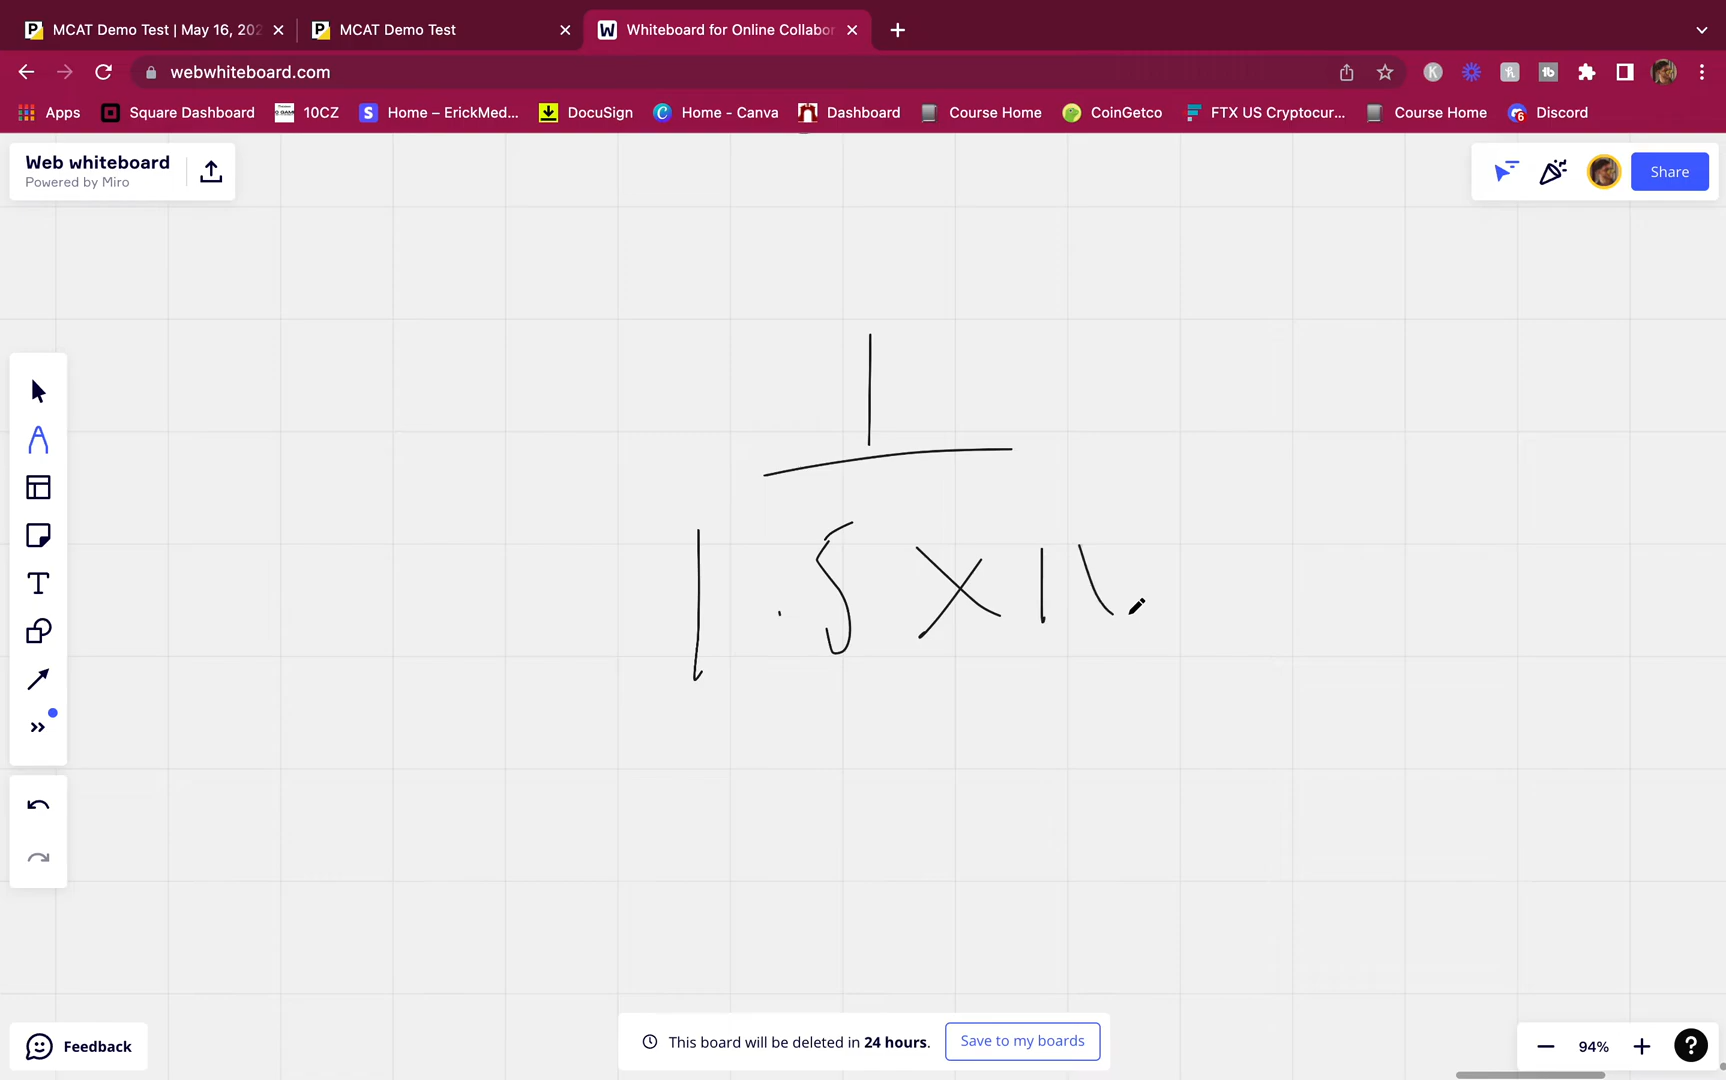 MCAT Demo Test | May 16, 202
MCAT Demo Test
Whiteboard for Online Collabor
webwhiteboard.com
Apps
Square Dashboard
10CZ
Home – ErickMed...
DocuSign
Home - Canva
Dashboard
Course Home
CoinGetco
FTX US Cryptocur...
Course Home
Discord
Web whiteboard
Powered by Miro
Share
1
1.5 X 1
Feedback
This board will be deleted in 24 hours.
Save to my boards
94%